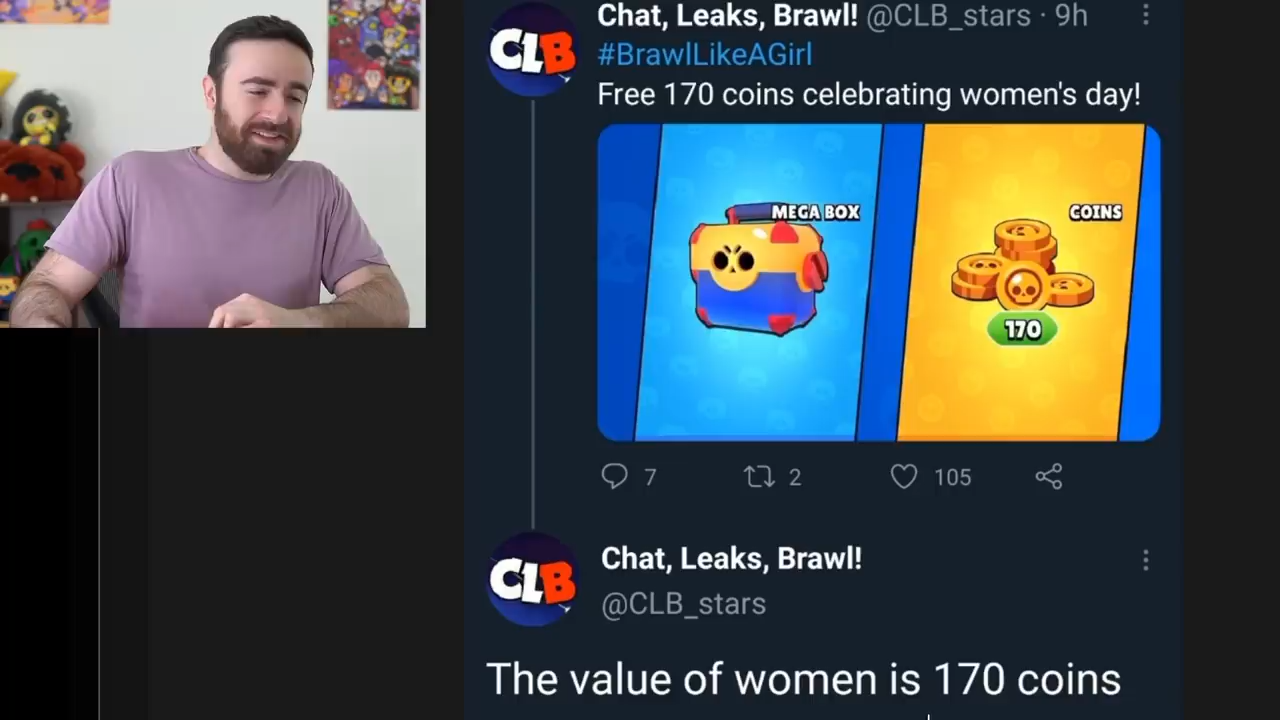 Chat, Leaks, Brawl! @CLB_stars · 9h
CLB
#BrawlLikeAGirl
Free 170 coins celebrating women's day!
MEGA BOX
COINS
170
7
2
105
CLB
Chat, Leaks, Brawl!
@CLB_stars
The value of women is 170 coins